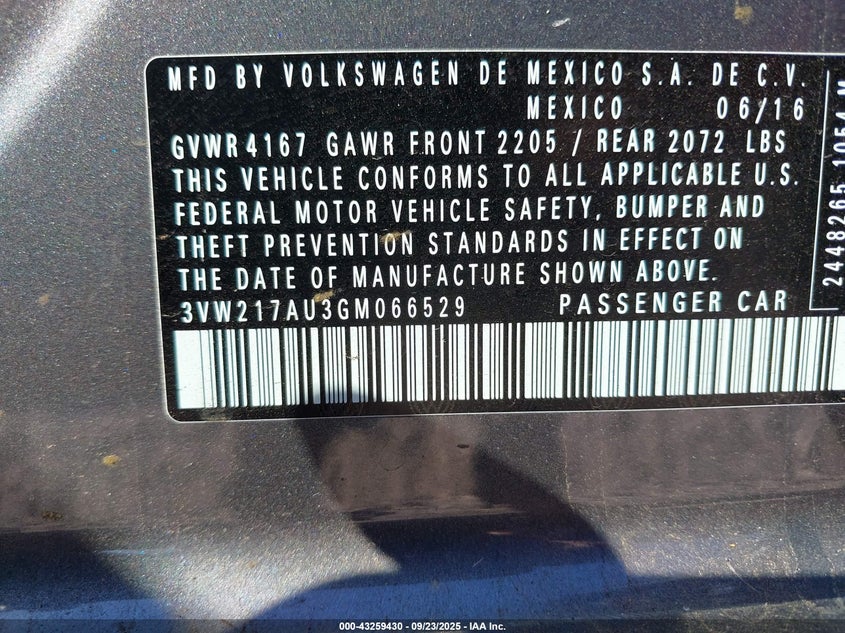 MFD BY VOLKSWAGEN DE MEXICO S.A. DE C.V.
MEXICO 06/16
GVWR 4167 GAWR FRONT 2205 / REAR 2072 LBS
THIS VEHICLE CONFORMS TO ALL APPLICABLE U.S.
FEDERAL MOTOR VEHICLE SAFETY, BUMPER AND
THEFT PREVENTION STANDARDS IN EFFECT ON
THE DATE OF MANUFACTURE SHOWN ABOVE.
3VW217AU3GM066529 PASSENGER CAR
2448265 1054 M
000-43259430 - 09/23/2025 - IAA Inc.